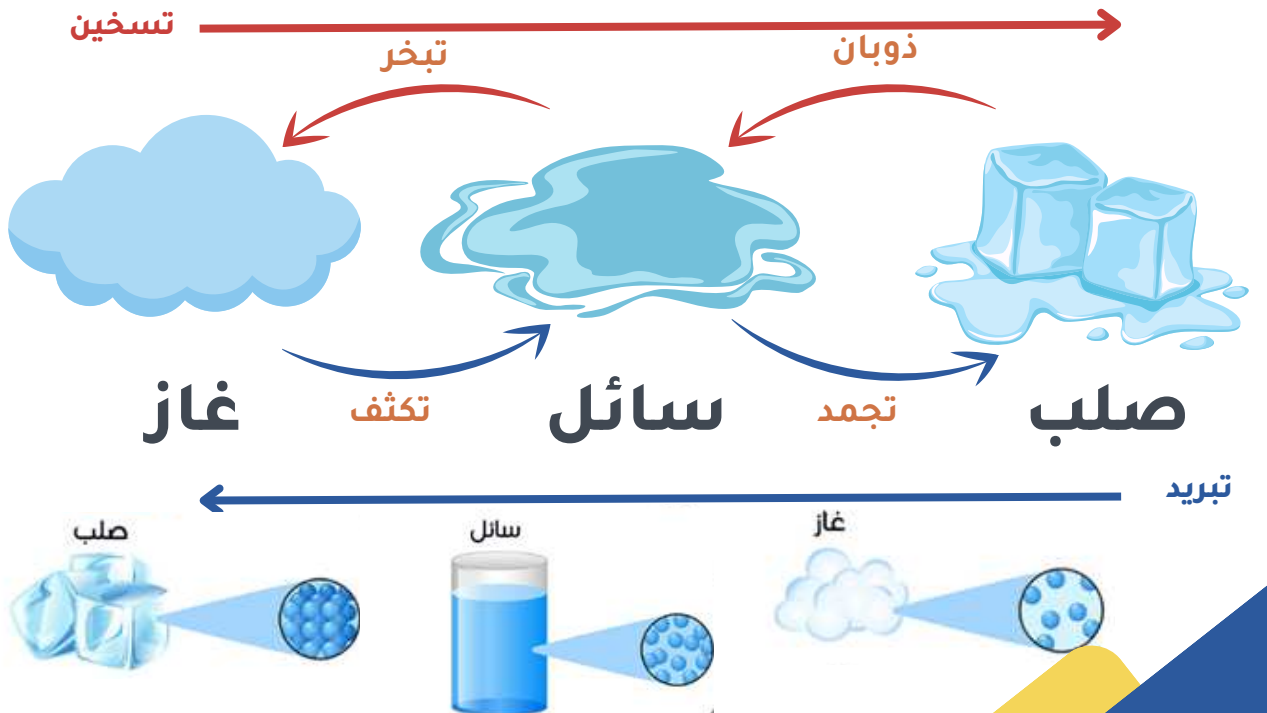 تسخين
ذوبان
تبخر
صلب
تجمد
سائل
تكثف
غاز
تبريد
غاز
سائل
صلب